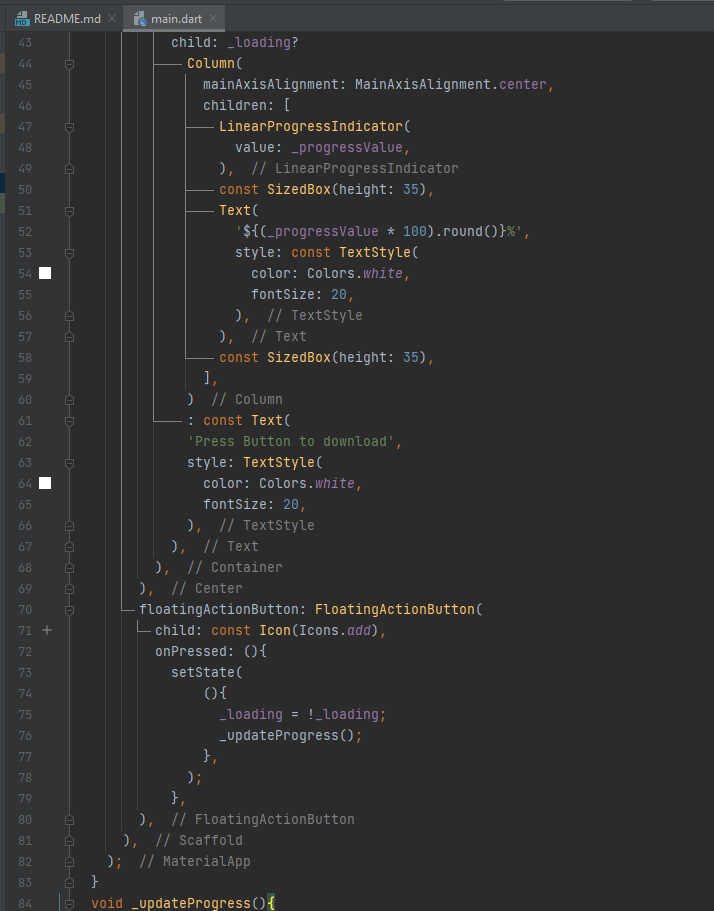 README.md
main.dart
43 child: _loading?
44 Column(
45 mainAxisAlignment: MainAxisAlignment.center,
46 children: [
47 LinearProgressIndicator(
48 value: _progressValue,
49 ), // LinearProgressIndicator
50 const SizedBox(height: 35),
51 Text(
52 '${(_progressValue * 100).round()}%',
53 style: const TextStyle(
54 color: Colors.white,
55 fontSize: 20,
56 ), // TextStyle
57 ), // Text
58 const SizedBox(height: 35),
59 ],
60 ) // Column
61 : const Text(
62 'Press Button to download',
63 style: TextStyle(
64 color: Colors.white,
65 fontSize: 20,
66 ), // TextStyle
67 ), // Text
68 ), // Container
69 ), // Center
70 floatingActionButton: FloatingActionButton(
71 child: const Icon(Icons.add),
72 onPressed: (){
73 setState(
74 (){
75 _loading = !_loading;
76 _updateProgress();
77 },
78 );
79 },
80 ), // FloatingActionButton
81 ), // Scaffold
82 ); // MaterialApp
83 }
84 void _updateProgress(){